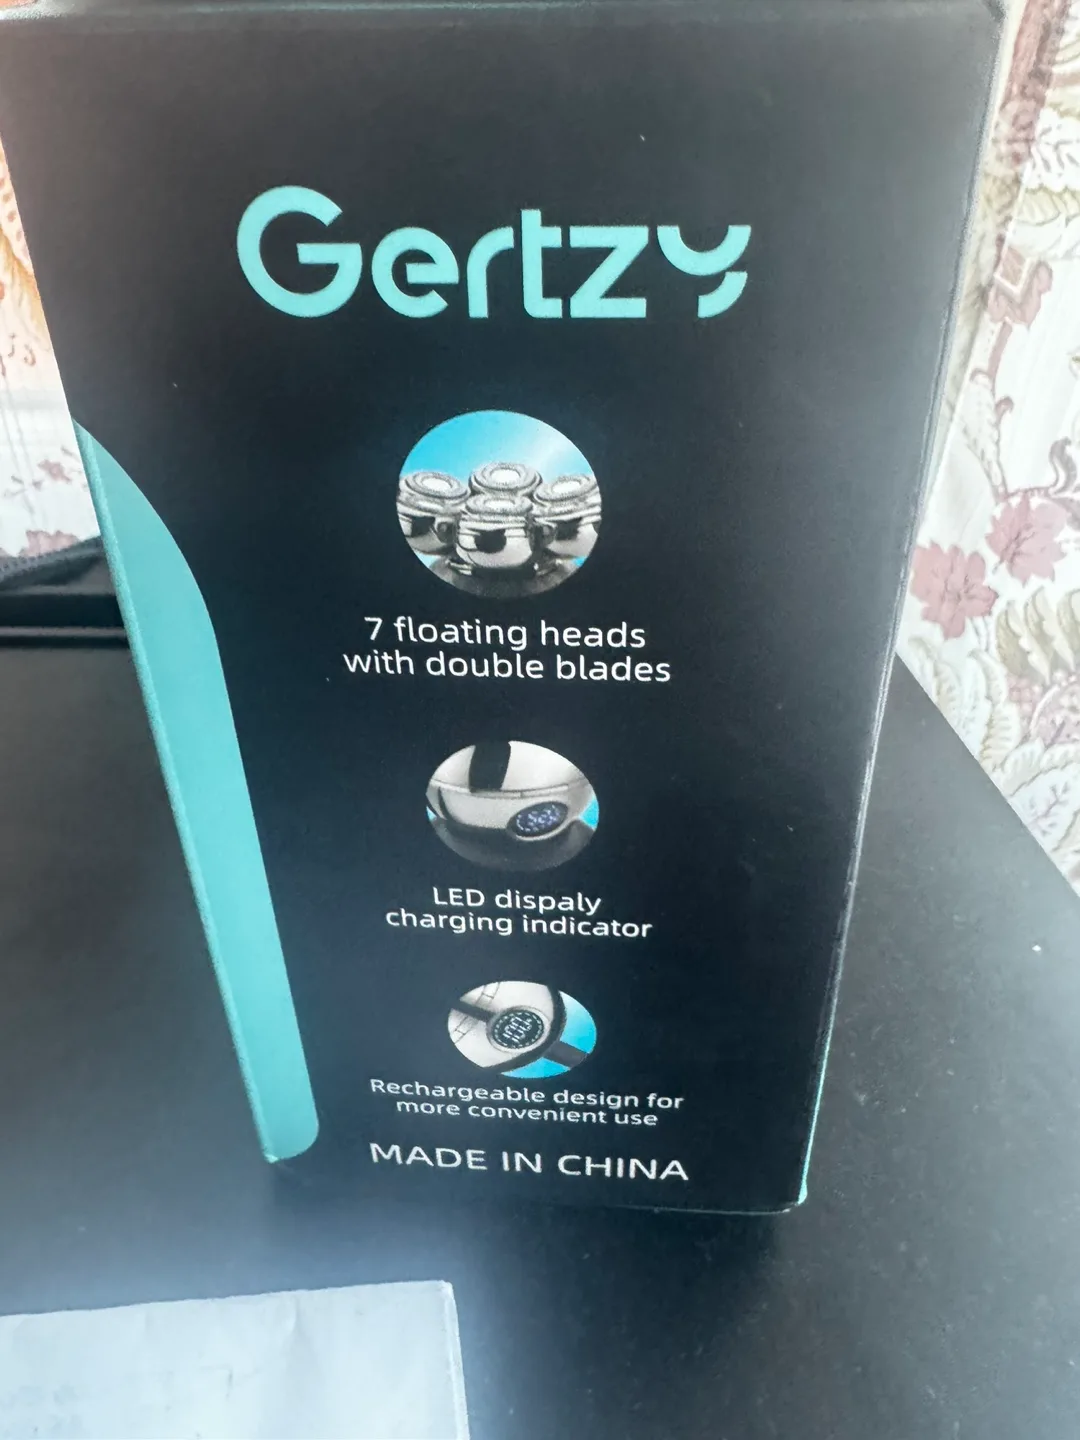 Gertzy
7 floating heads
with double blades
LED dispaly
charging indicator
100
Rechargeable design for
more convenient use
MADE IN CHINA